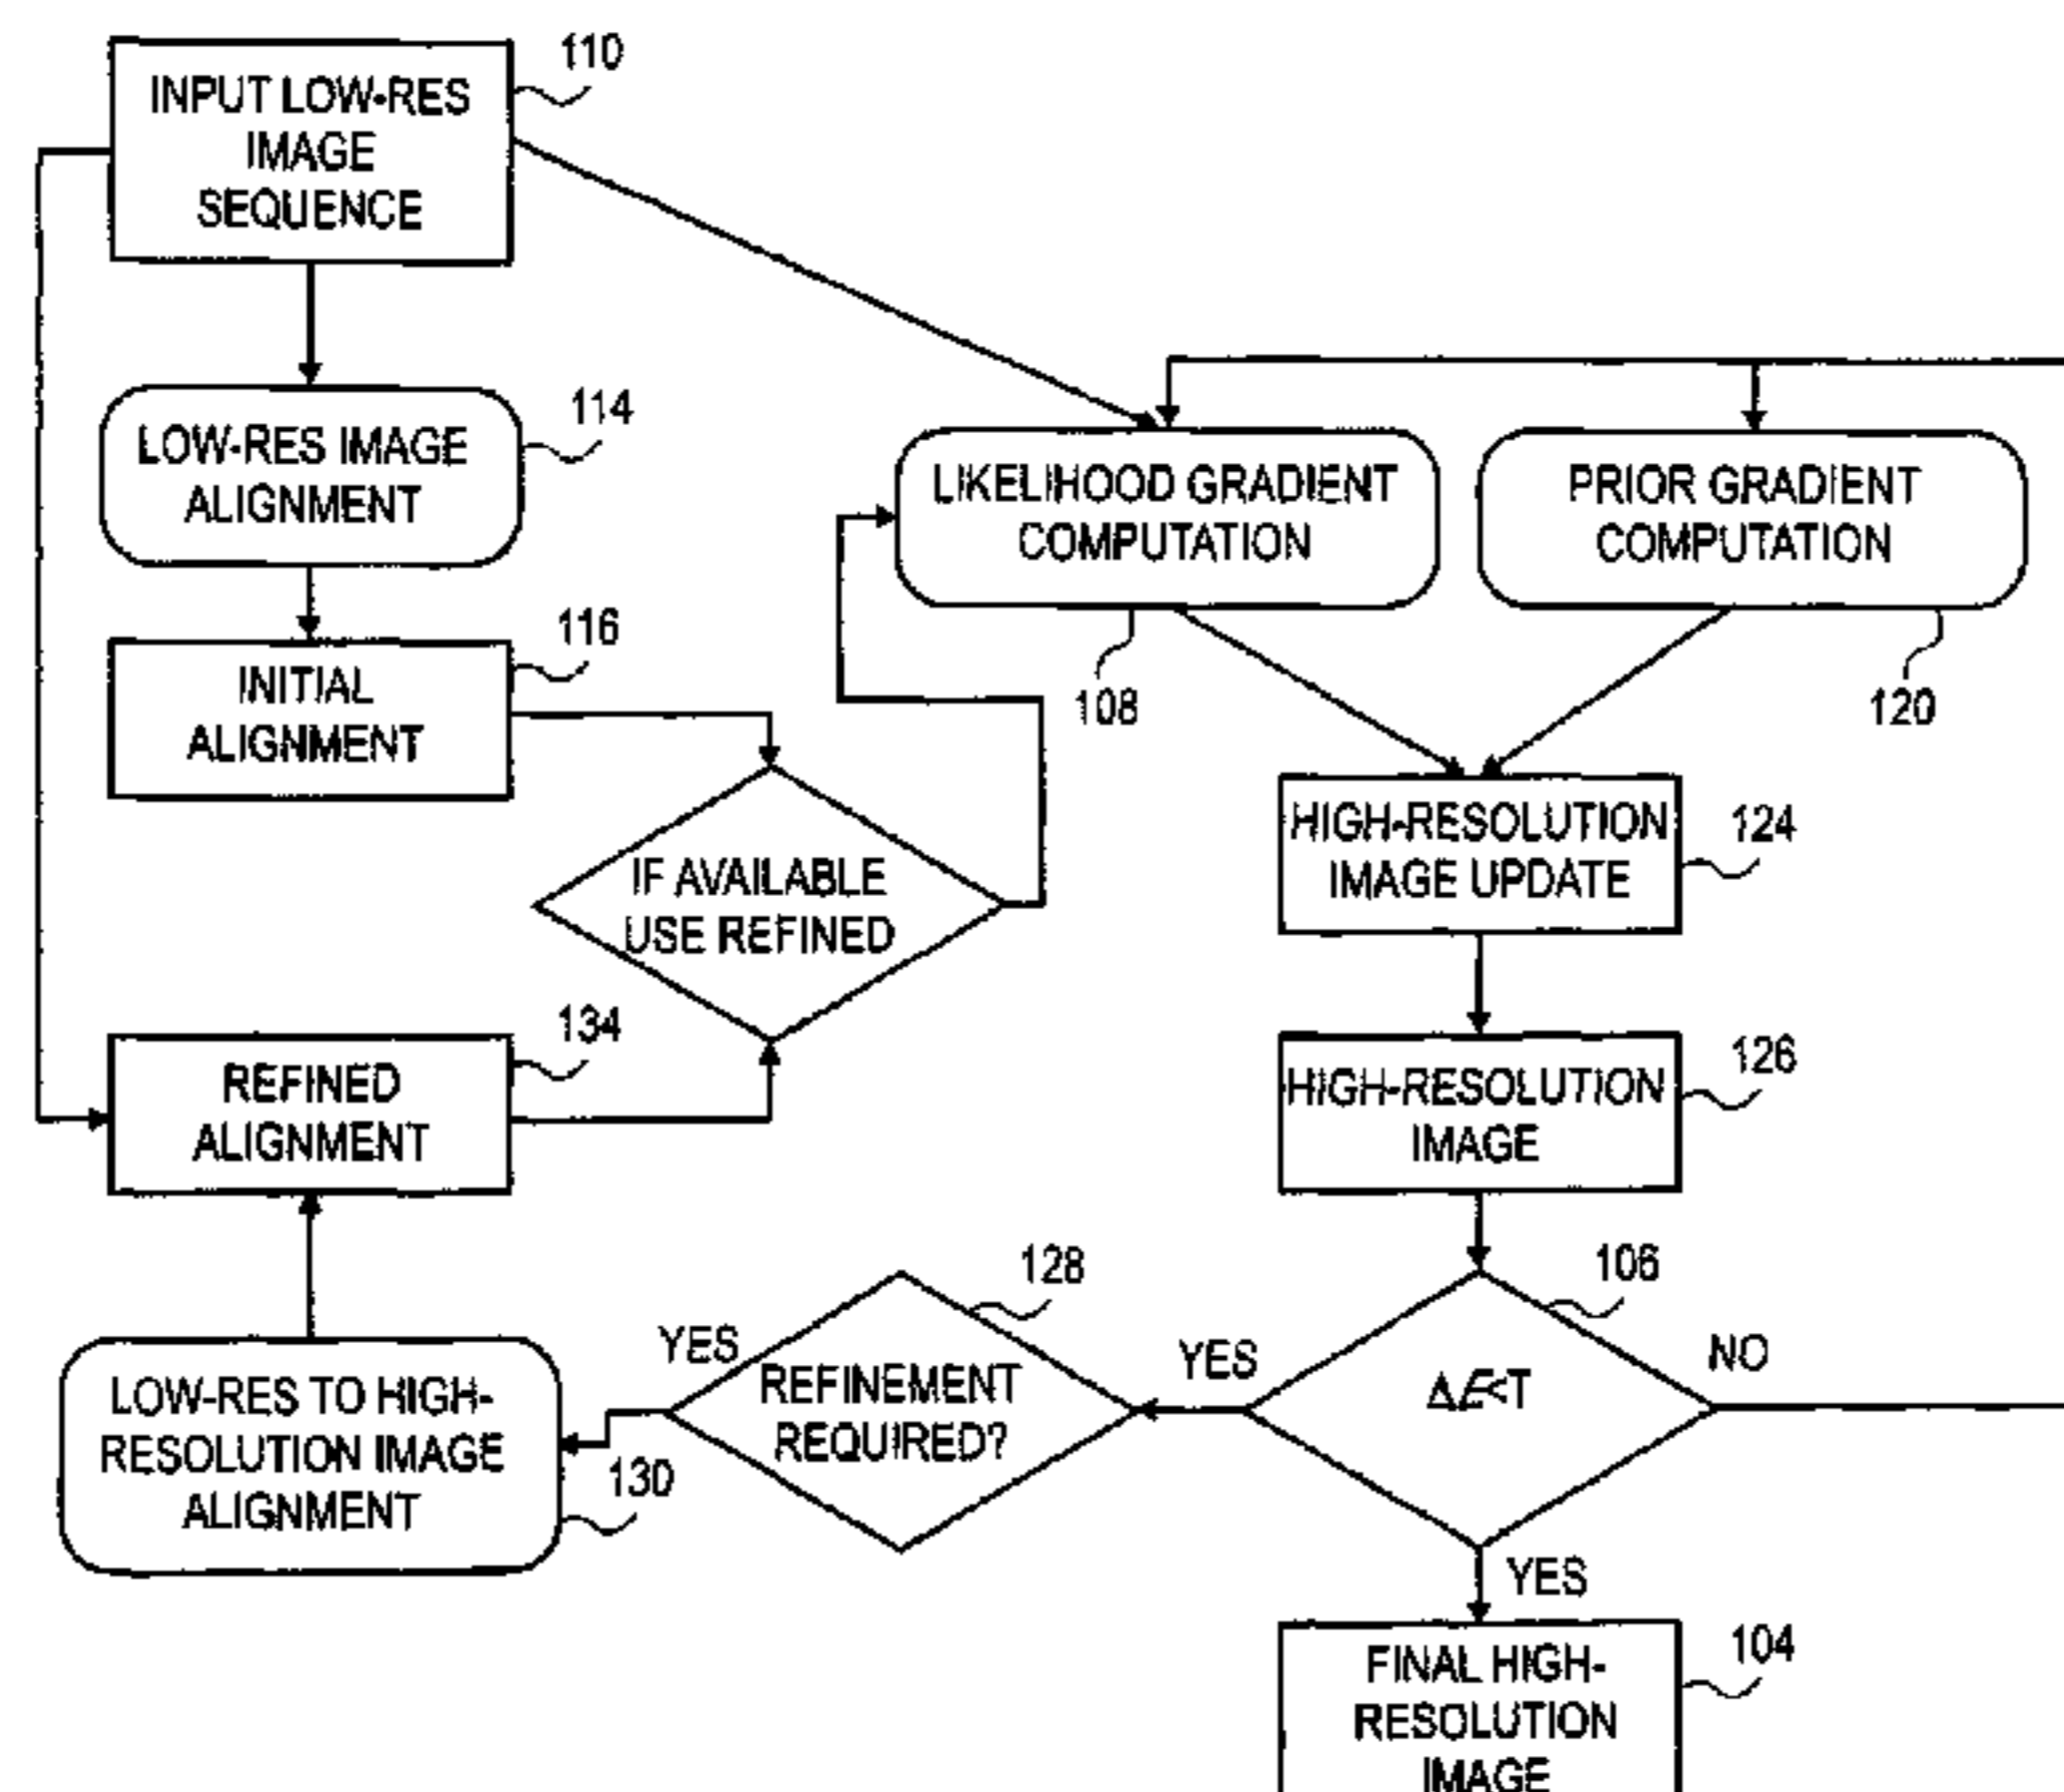 110
INPUT LOW-RES
IMAGE
SEQUENCE
114
LOW-RES IMAGE
ALIGNMENT
LIKELIHOOD GRADIENT
COMPUTATION
108
PRIOR GRADIENT
COMPUTATION
120
116
INITIAL
ALIGNMENT
IF AVAILABLE
USE REFINED
HIGH-RESOLUTION
IMAGE UPDATE
124
134
REFINED
ALIGNMENT
HIGH-RESOLUTION
IMAGE
126
128
106
YES
REFINEMENT
REQUIRED?
YES
ΔE<T
NO
LOW-RES TO HIGH-
RESOLUTION IMAGE
ALIGNMENT
130
YES
FINAL HIGH-
RESOLUTION
IMAGE
104